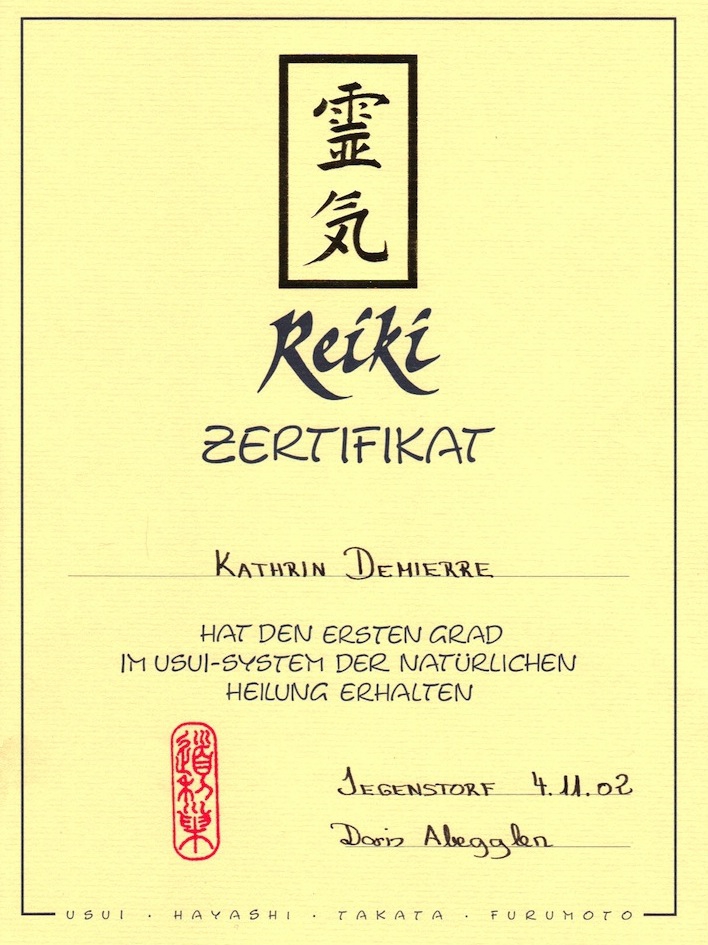 霊
気
Reiki
ZERTIFIKAT
KATHRIN DEMIERRE
HAT DEN ERSTEN GRAD
IM USUI-SYSTEM DER NATÜRLICHEN
HEILUNG ERHALTEN
JEGENSTORF 4.11.02
Doris Abegglen
USUI · HAYASHI · TAKATA · FURUMOTO